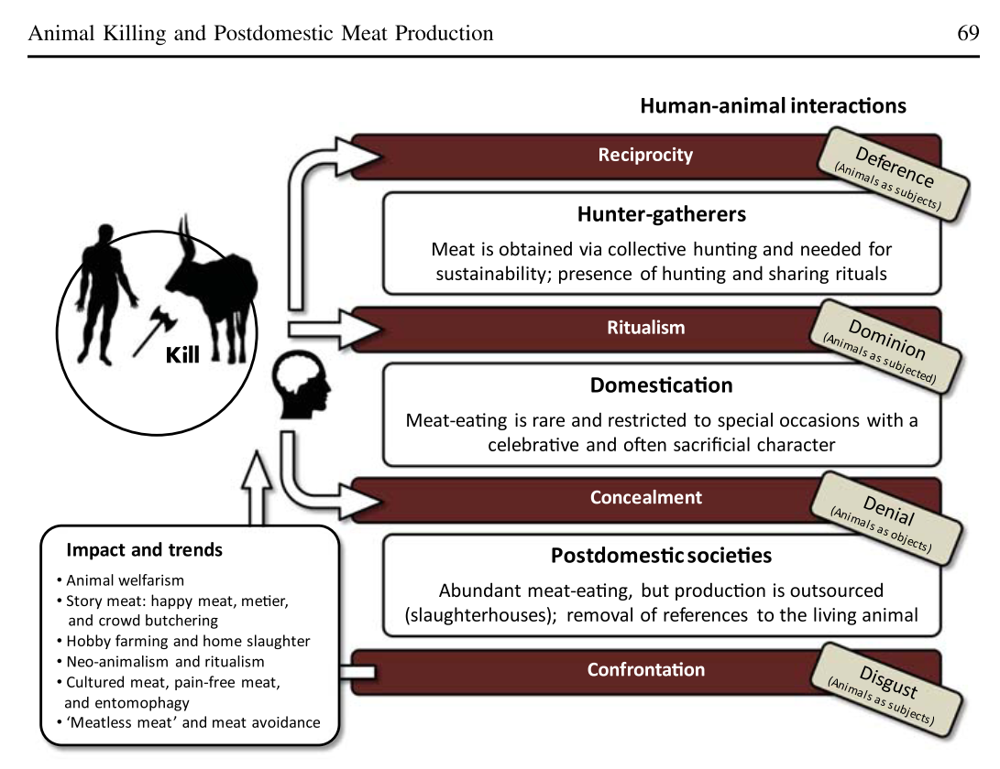 Animal Killing and Postdomestic Meat Production 69
Human-animal interactions
Reciprocity
Deference
(Animals as subjects)
Hunter-gatherers
Meat is obtained via collective hunting and needed for
sustainability; presence of hunting and sharing rituals
Kill
Ritualism
Dominion
(Animals as subjected)
Domestication
Meat-eating is rare and restricted to special occasions with a
celebrative and often sacrificial character
Concealment
Denial
(Animals as objects)
Postdomestic societies
Abundant meat-eating, but production is outsourced
(slaughterhouses); removal of references to the living animal
Confrontation
Disgust
(Animals as subjects)
Impact and trends
• Animal welfarism
• Story meat: happy meat, metier,
and crowd butchering
• Hobby farming and home slaughter
• Neo-animalism and ritualism
• Cultured meat, pain-free meat,
and entomophagy
• ‘Meatless meat’ and meat avoidance